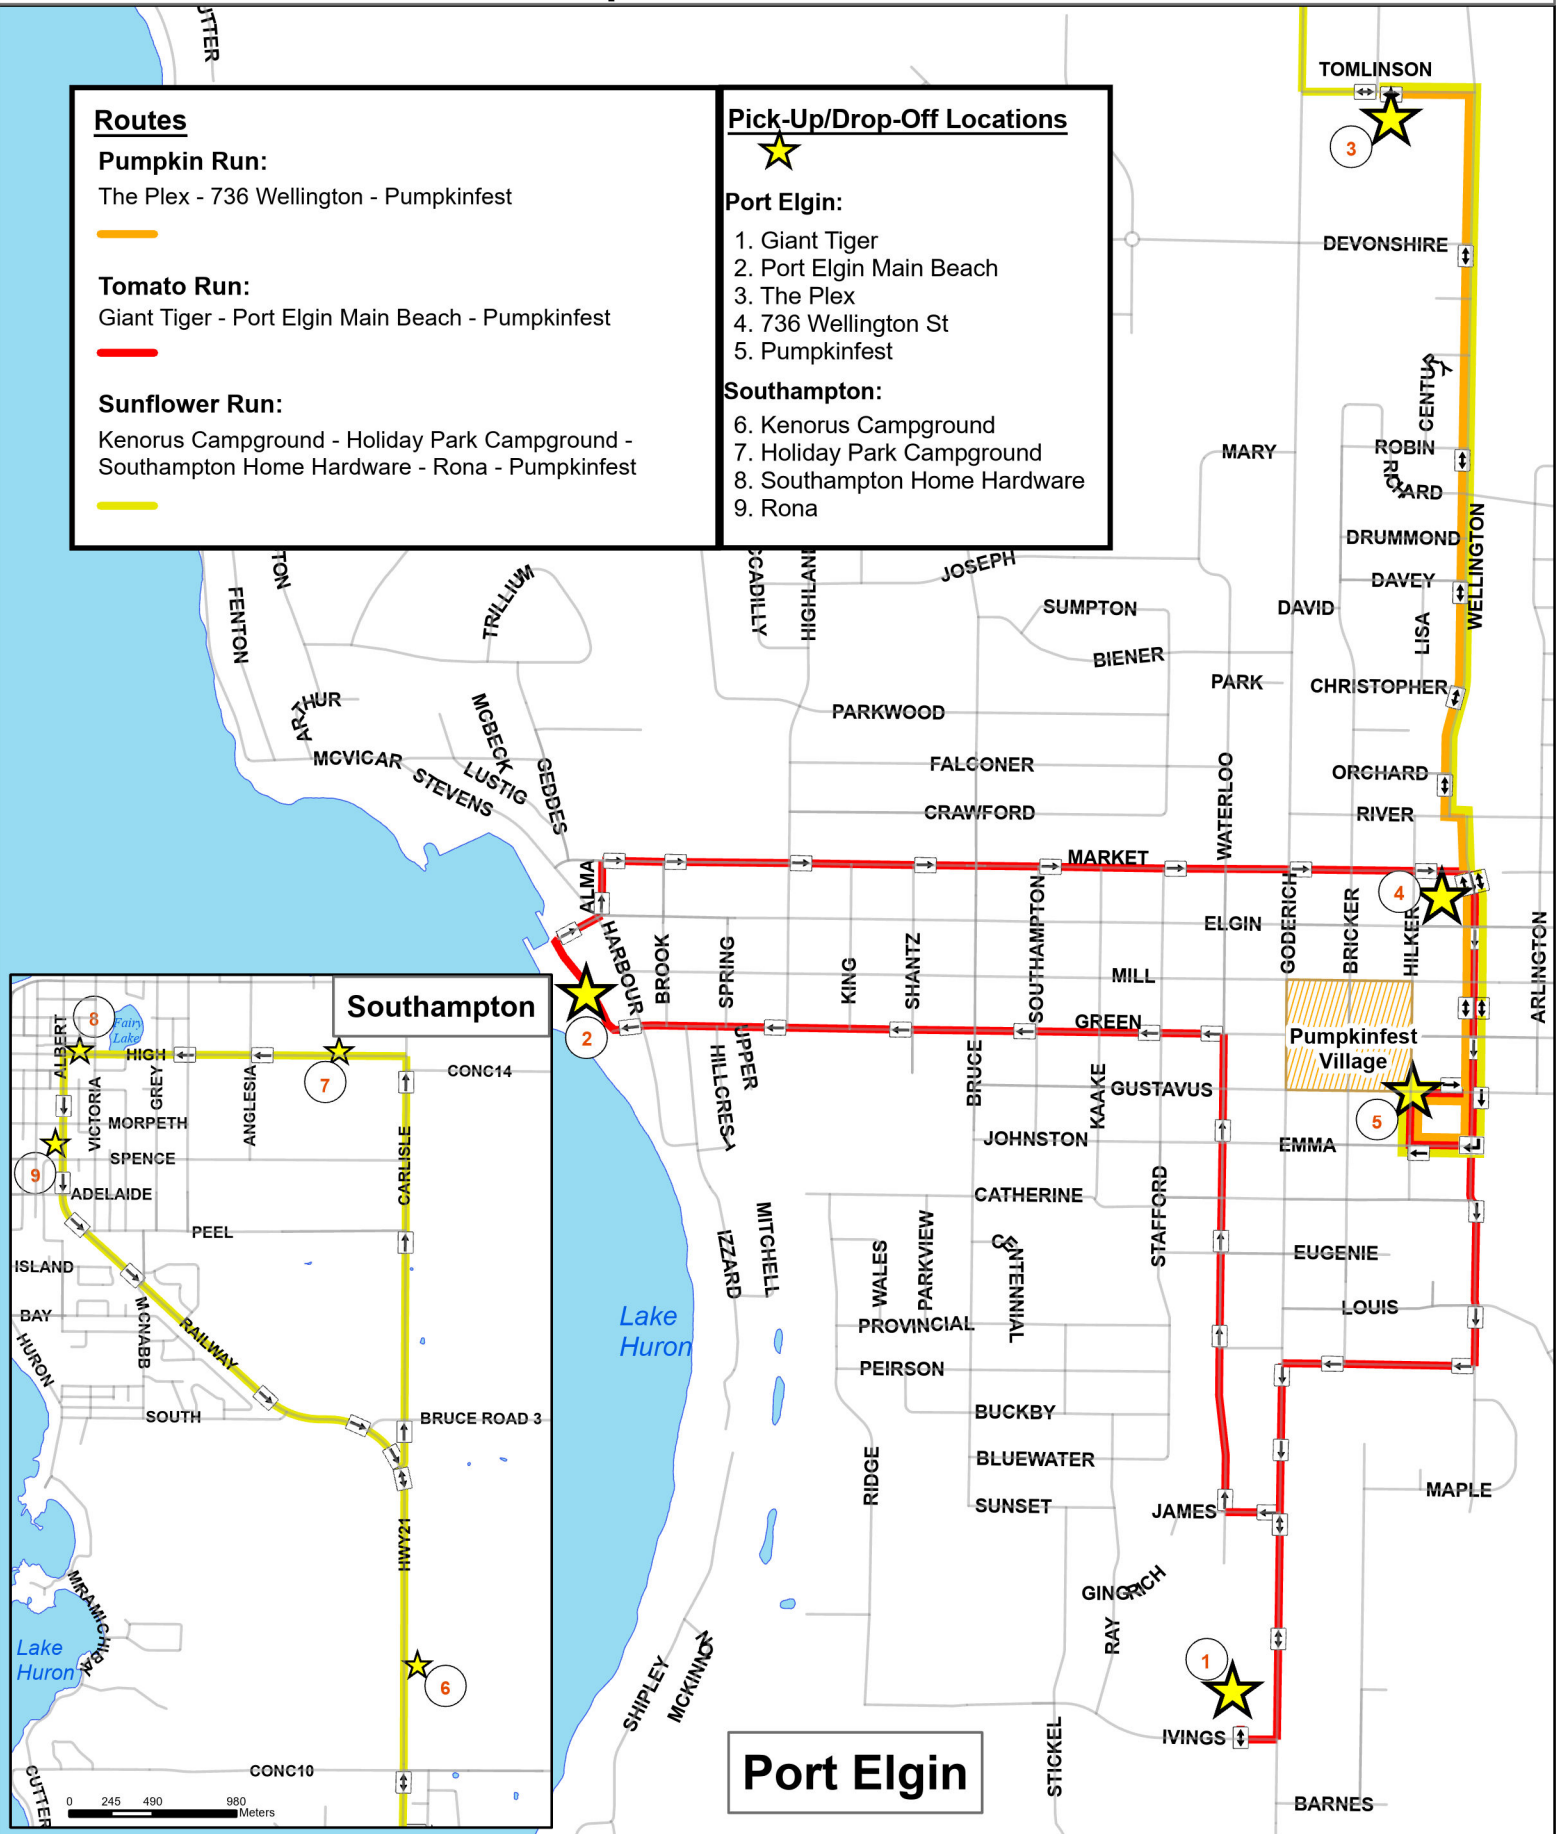 Routes
Pumpkin Run:
The Plex - 736 Wellington - Pumpkinfest
Tomato Run:
Giant Tiger - Port Elgin Main Beach - Pumpkinfest
Sunflower Run:
Kenorus Campground - Holiday Park Campground -
Southampton Home Hardware - Rona - Pumpkinfest
Pick-Up/Drop-Off Locations
Port Elgin:
1. Giant Tiger
2. Port Elgin Main Beach
3. The Plex
4. 736 Wellington St
5. Pumpkinfest
Southampton:
6. Kenorus Campground
7. Holiday Park Campground
8. Southampton Home Hardware
9. Rona
UTTER
TOMLINSON
3
DEVONSHIRE
CENTURY
MARY
ROBIN
ARD
DRUMMOND
WELLINGTON
DAVEY
DAVID
LISA
CHRISTOPHER
PARK
ORCHARD
RIVER
TON
FENTON
TRILLIUM
CCADILLY
HIGHLAN
JOSEPH
SUMPTON
BIENER
ARTHUR
MCBECK
PARKWOOD
MCVICAR
LUSTIG
STEVENS
GEDDES
FALCONER
CRAWFORD
WATERLOO
MARKET
ALMA
4
HARBOUR
BROOK
SPRING
KING
SHANTZ
SOUTHAMPTON
ELGIN
GODERICH
BRICKER
HILKER
ARLINGTON
MILL
2
GREEN
Pumpkinfest
Village
UPPER
HILLCREST
BRUCE
KAAKE
GUSTAVUS
5
JOHNSTON
EMMA
CATHERINE
STAFFORD
IZZARD
MITCHELL
WALES
PARKVIEW
CENTENNIAL
EUGENIE
LOUIS
Lake
Huron
PROVINCIAL
PEIRSON
BUCKBY
RIDGE
BLUEWATER
SUNSET
JAMES
MAPLE
GINGRICH
RAY
1
SHIPLEY
MCKINNON
STICKEL
IVINGS
BARNES
Port Elgin
Southampton
8
Fairy
Lake
ALBERT
HIGH
7
CONC14
VICTORIA
GREY
ANGLESIA
MORPETH
SPENCE
9
ADELAIDE
CARLISLE
PEEL
ISLAND
BAY
HURON
MCNABB
RAILWAY
SOUTH
BRUCE ROAD 3
HWY21
MIRAMICHI BAY
Lake
Huron
6
CONC10
CUTTER
0 245 490 980
Meters